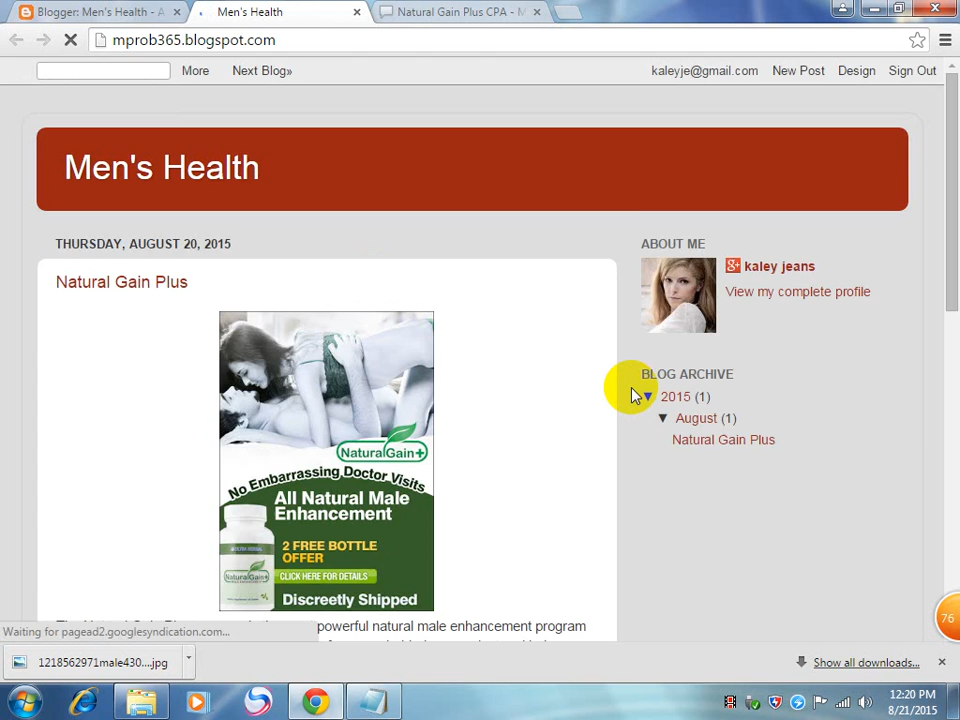 Blogger: Men's Health - A
Men's Health
Natural Gain Plus CPA - M
mprob365.blogspot.com
More
Next Blog»
kaleyje@gmail.com
New Post
Design
Sign Out
Men's Health
THURSDAY, AUGUST 20, 2015
Natural Gain Plus
NaturalGain+
No Embarrassing Doctor Visits
All Natural Male
Enhancement
2 FREE BOTTLE
OFFER
CLICK HERE FOR DETAILS
Discreetly Shipped
NaturalGain+
powerful natural male enhancement program
ABOUT ME
kaley jeans
View my complete profile
BLOG ARCHIVE
▼ 2015 (1)
▼ August (1)
Natural Gain Plus
76
Waiting for pagead2.googlesyndication.com...
1218562971male430....jpg
Show all downloads...
12:20 PM
8/21/2015